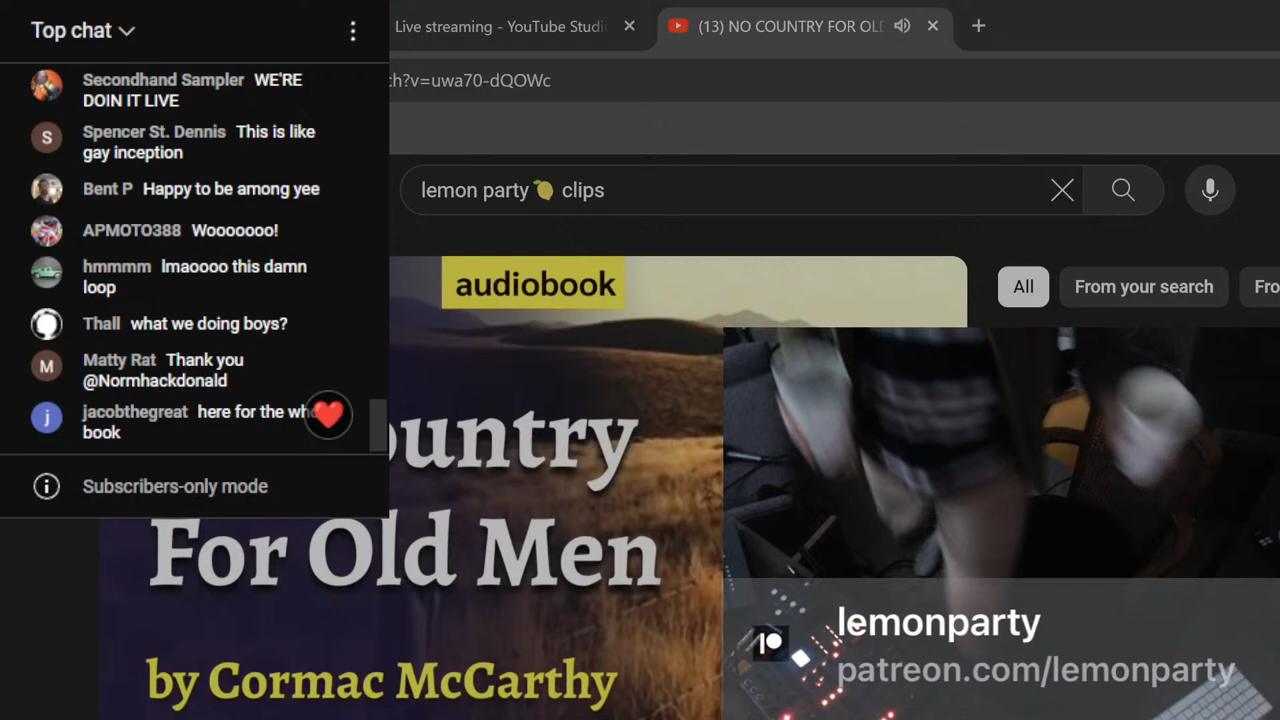 Top chat
Live streaming - YouTube Studi
(13) NO COUNTRY FOR OL
h?v=uwa70-dQOWc
Secondhand Sampler WE'RE
DOIN IT LIVE
Spencer St. Dennis This is like
gay inception
Bent P Happy to be among yee
APMOTO388 Wooooooo!
hmmmm lmaoooo this damn
loop
Thall what we doing boys?
Matty Rat Thank you
@Normhackdonald
jacobthegreat here for the wh
book
Subscribers-only mode
lemon party🍋 clips
All
From your search
Fro
audiobook
ountry
For Old Men
by Cormac McCarthy
lemonparty
patreon.com/lemonparty